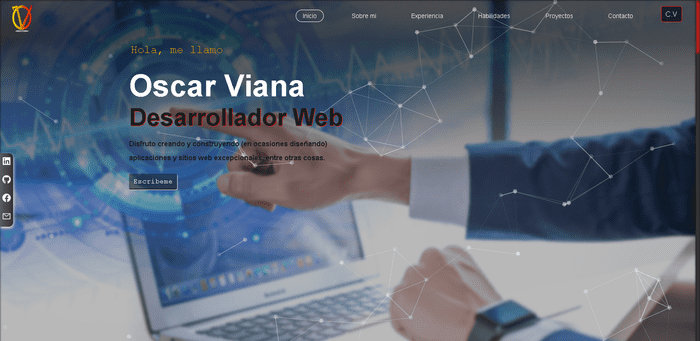 Inicio
Sobre mi
Experiencia
Habilidades
Proyectos
Contacto
C.V
Hola, me llamo
Oscar Viana
Desarrollador Web
Disfruto creando y construyendo (en ocasiones diseñando)
aplicaciones y sitios web excepcionales, entre otras cosas.
Escribeme